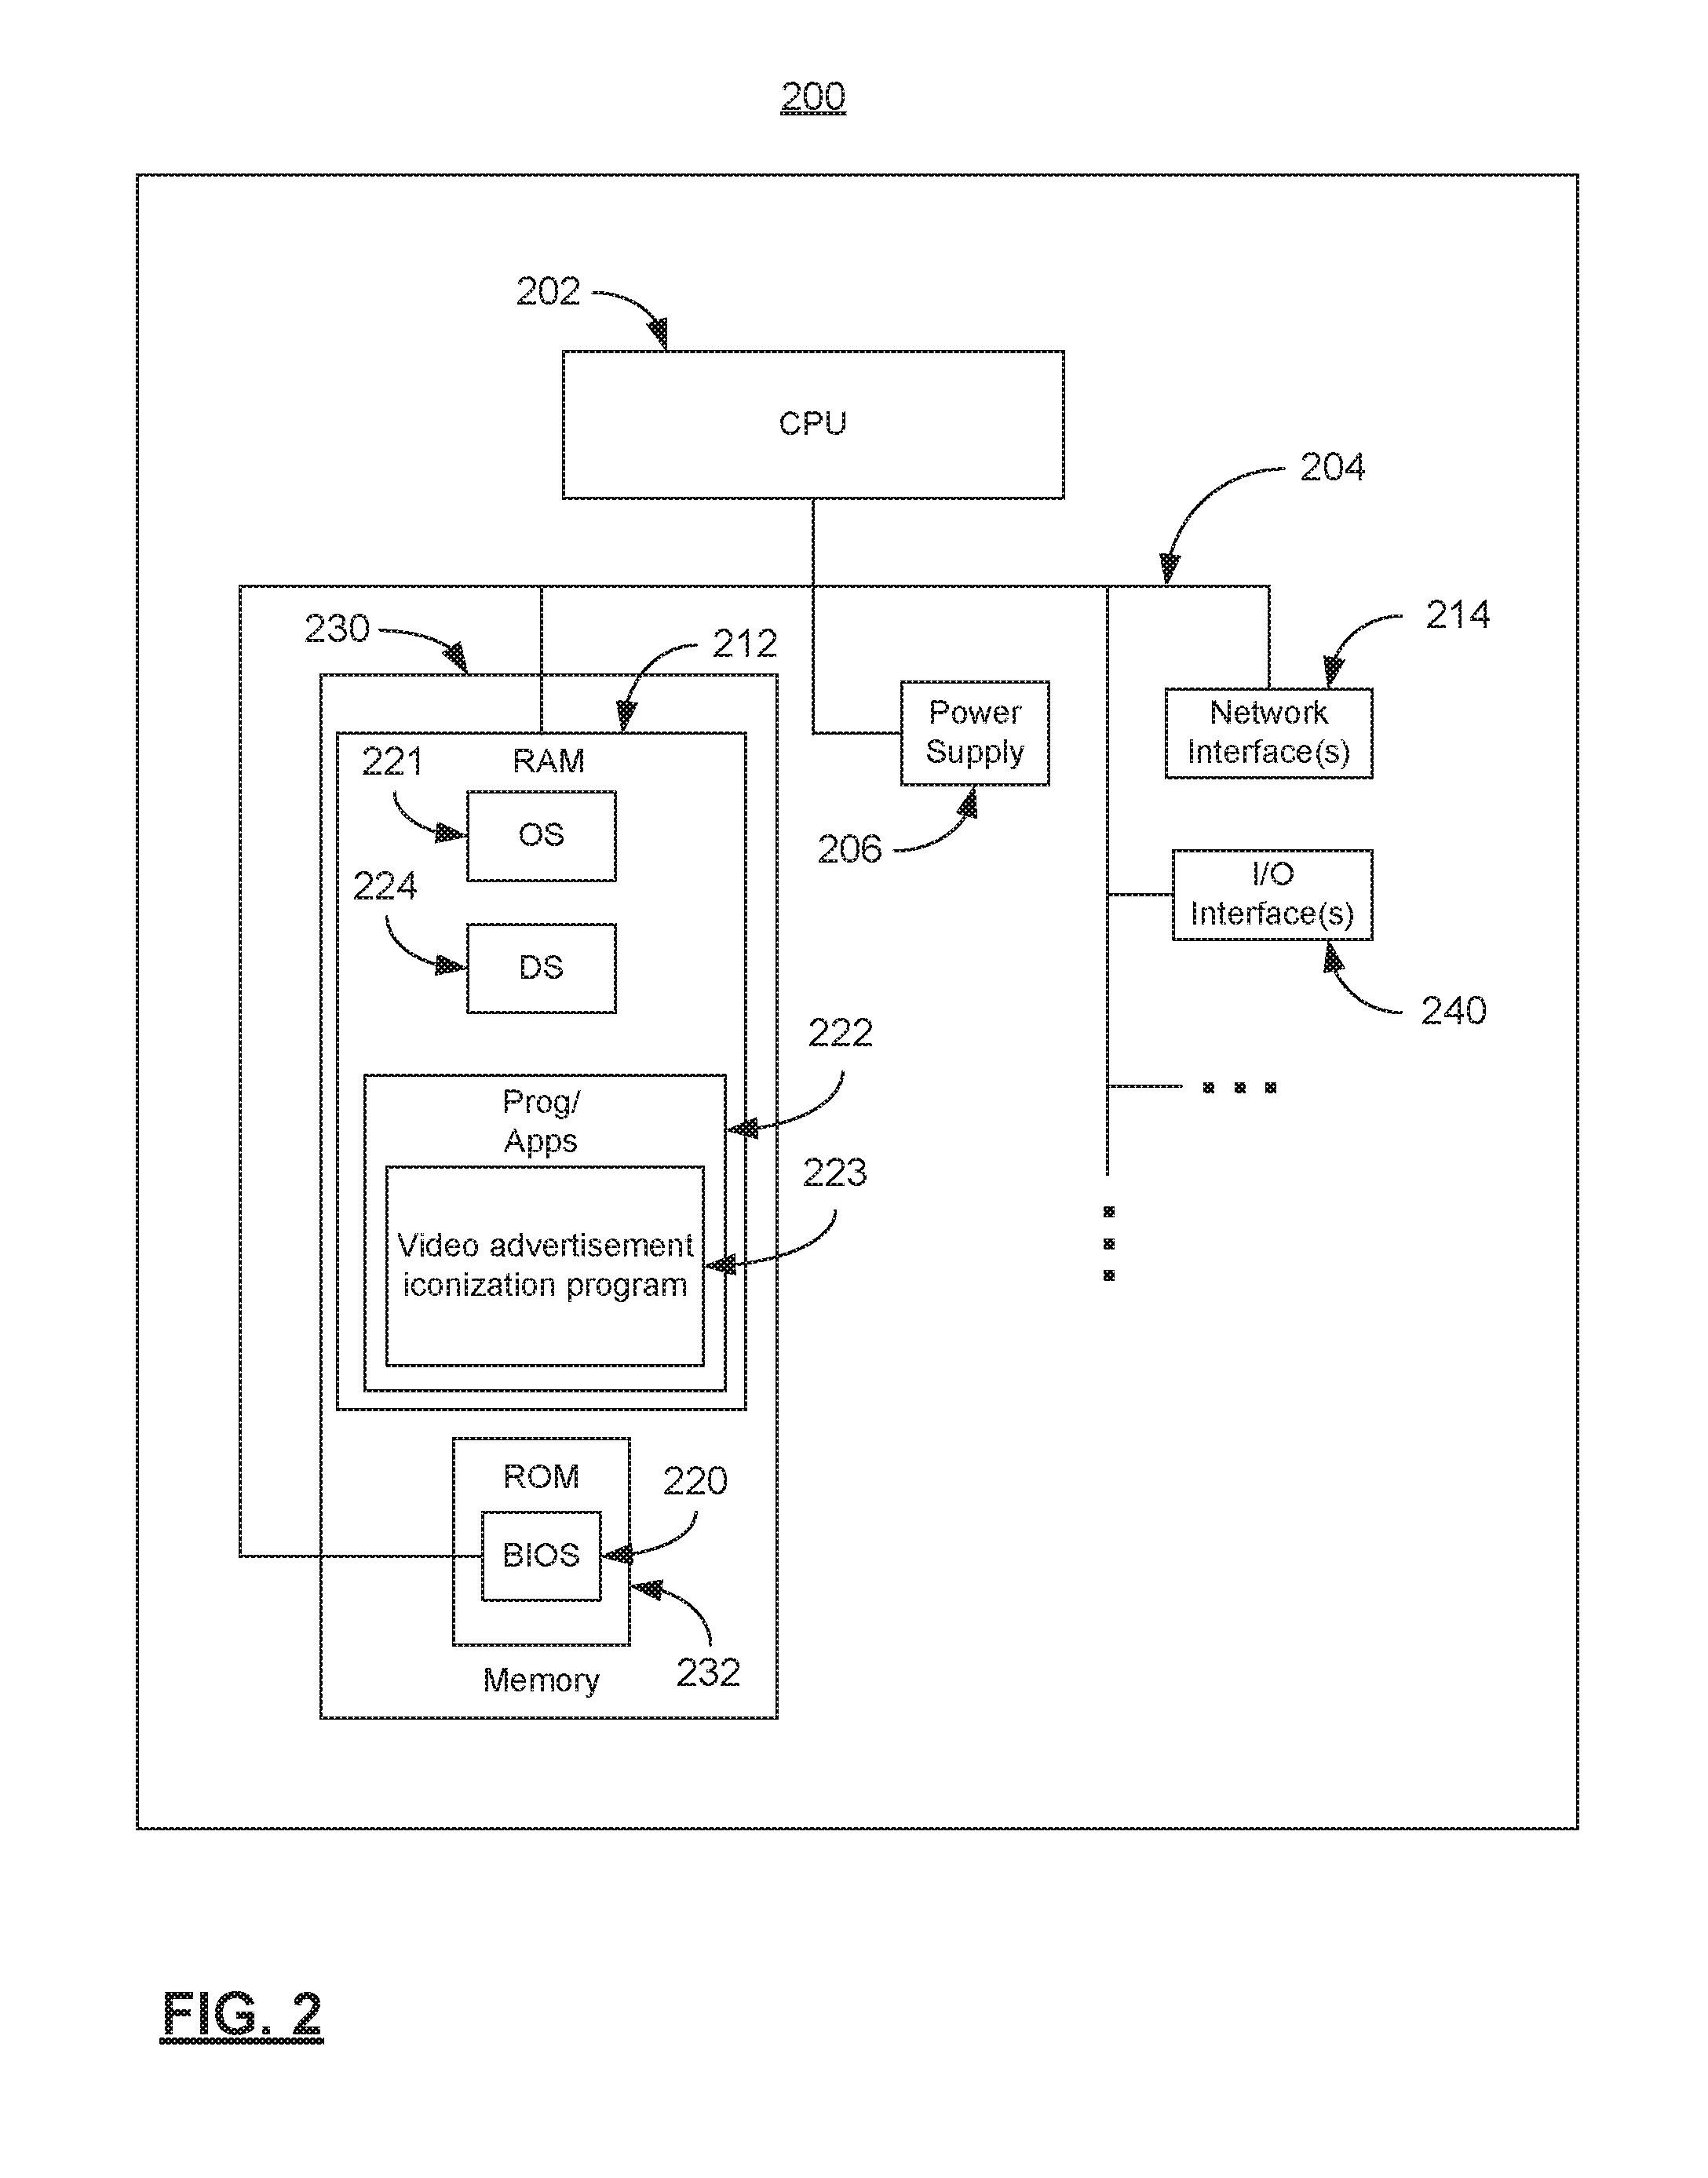 200
202
CPU
204
230
212
214
Power
Supply
Network
Interface(s)
221
RAM
OS
206
I/O
Interface(s)
224
DS
240
222
Prog/
Apps
223
Video advertisement
iconization program
ROM
220
BIOS
232
Memory
FIG. 2